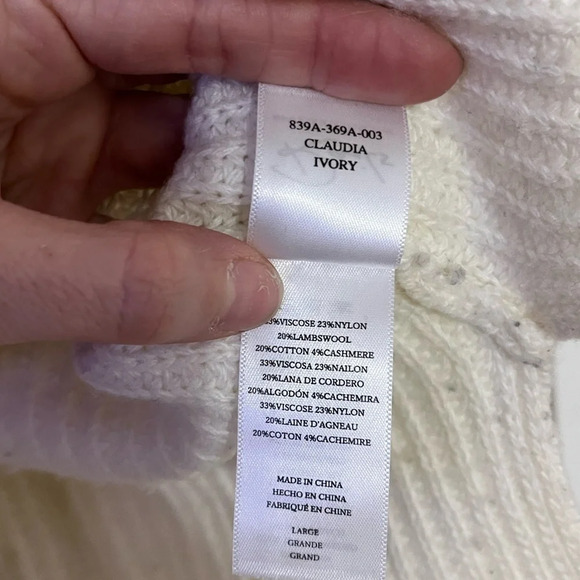 839A-369A-003
CLAUDIA
IVORY
3%VISCOSE 23%NYLON
20%LAMBSWOOL
20%COTTON 4%CASHMERE
33%VISCOSA 23%NAILON
20%LANA DE CORDERO
20%ALGODÓN 4%CACHEMIRA
33%VISCOSE 23%NYLON
20%LAINE D'AGNEAU
20%COTON 4%CACHEMIRE
MADE IN CHINA
HECHO EN CHINA
FABRIQUÉ EN CHINE
LARGE
GRANDE
GRAND